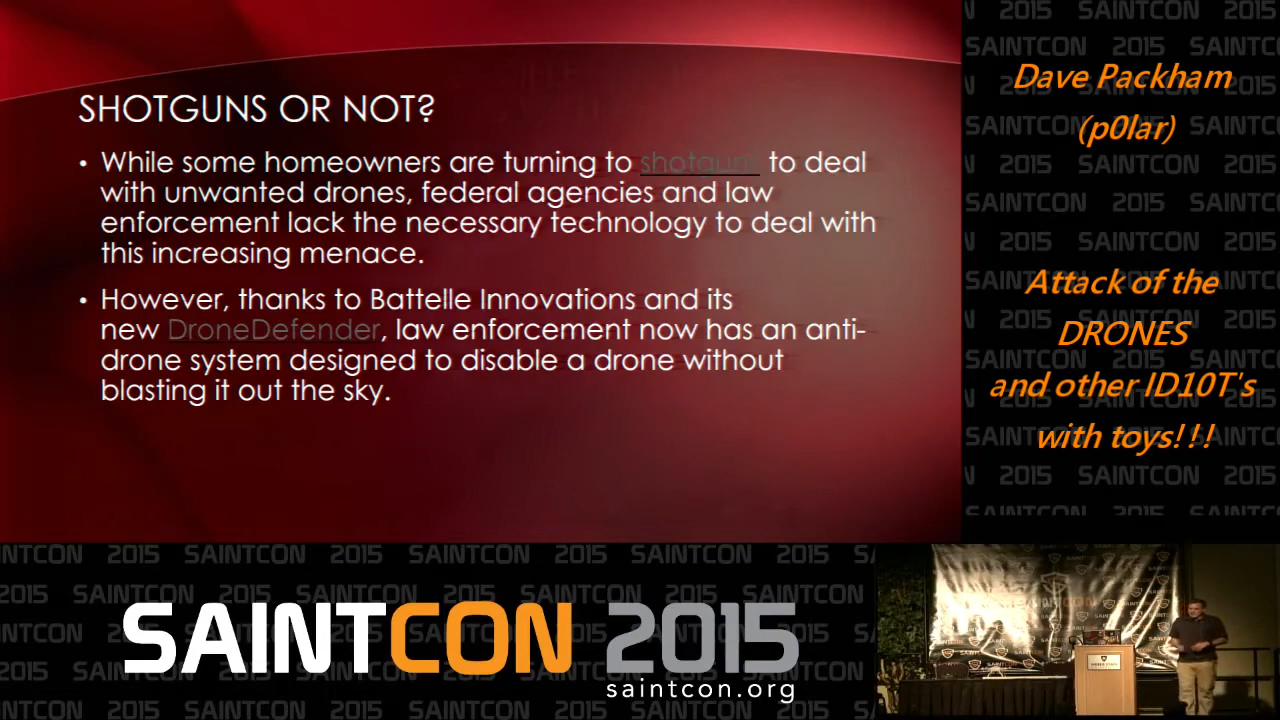 SHOTGUNS OR NOT?
• While some homeowners are turning to shotguns to deal
with unwanted drones, federal agencies and law
enforcement lack the necessary technology to deal with
this increasing menace.
• However, thanks to Battelle Innovations and its
new DroneDefender, law enforcement now has an anti-
drone system designed to disable a drone without
blasting it out the sky.
Dave Packham
(p0lar)
Attack of the
DRONES
and other ID10T's
with toys!!!
SAINTCON 2015
saintcon.org